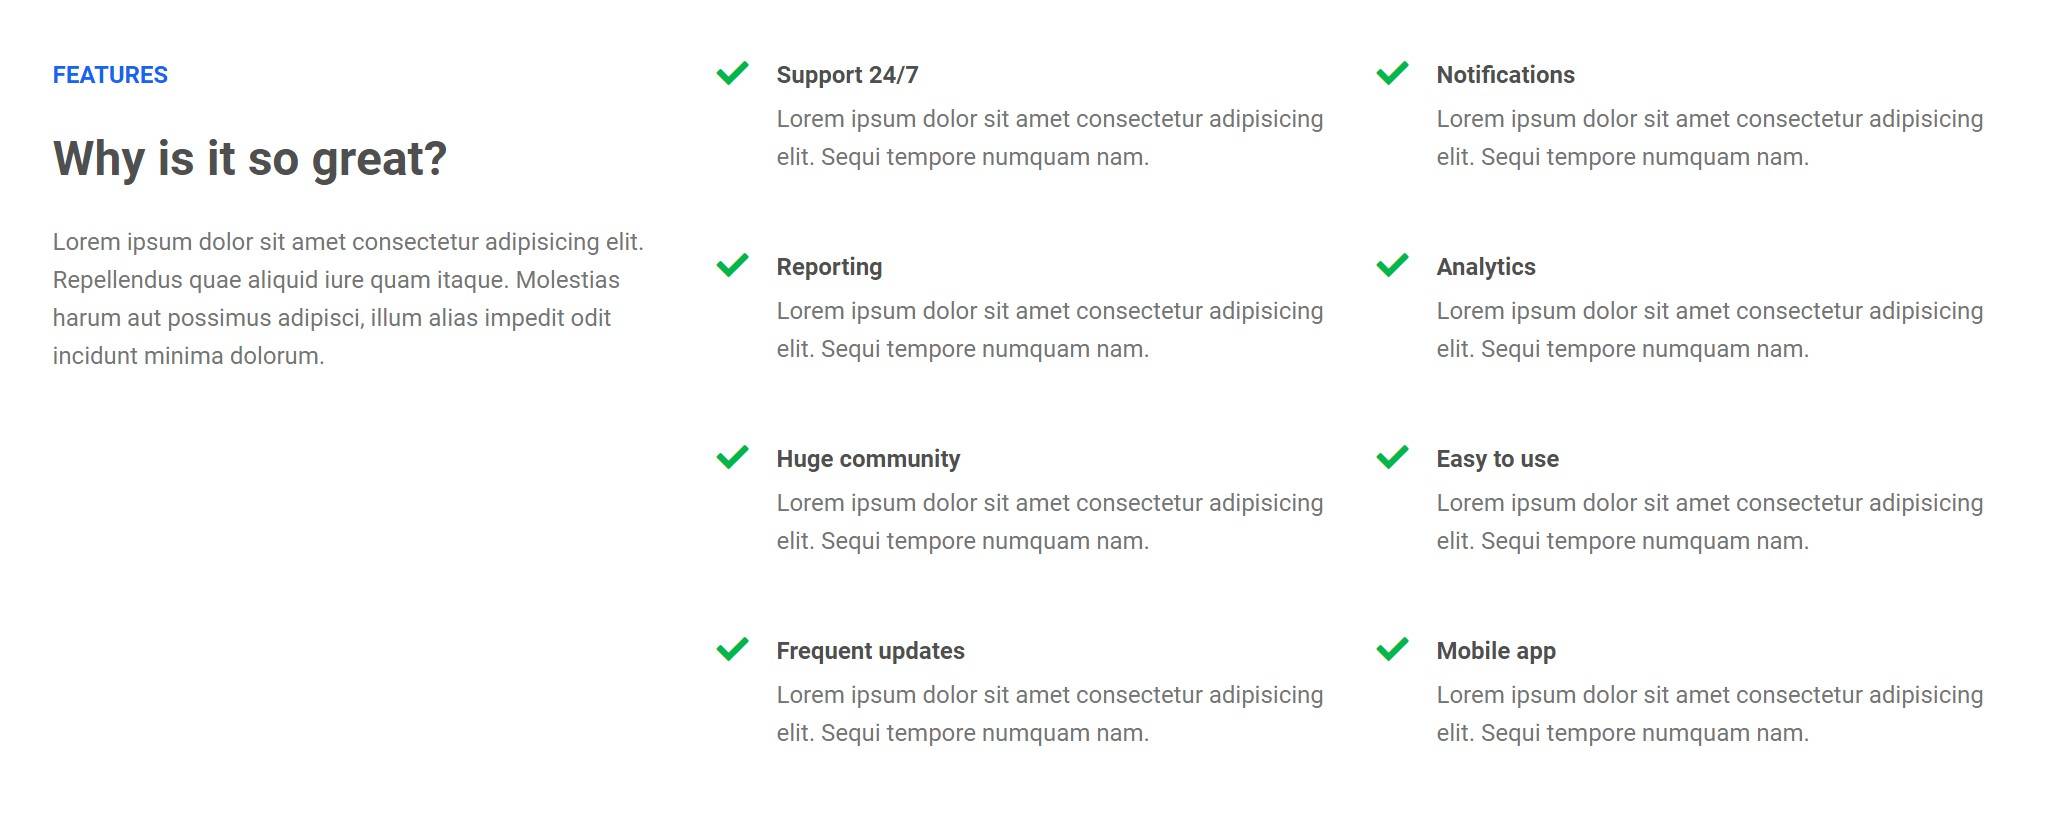 FEATURES
Why is it so great?
Lorem ipsum dolor sit amet consectetur adipisicing elit.
Repellendus quae aliquid iure quam itaque. Molestias
harum aut possimus adipisci, illum alias impedit odit
incidunt minima dolorum.
Support 24/7
Lorem ipsum dolor sit amet consectetur adipisicing
elit. Sequi tempore numquam nam.
Notifications
Lorem ipsum dolor sit amet consectetur adipisicing
elit. Sequi tempore numquam nam.
Reporting
Lorem ipsum dolor sit amet consectetur adipisicing
elit. Sequi tempore numquam nam.
Analytics
Lorem ipsum dolor sit amet consectetur adipisicing
elit. Sequi tempore numquam nam.
Huge community
Lorem ipsum dolor sit amet consectetur adipisicing
elit. Sequi tempore numquam nam.
Easy to use
Lorem ipsum dolor sit amet consectetur adipisicing
elit. Sequi tempore numquam nam.
Frequent updates
Lorem ipsum dolor sit amet consectetur adipisicing
elit. Sequi tempore numquam nam.
Mobile app
Lorem ipsum dolor sit amet consectetur adipisicing
elit. Sequi tempore numquam nam.